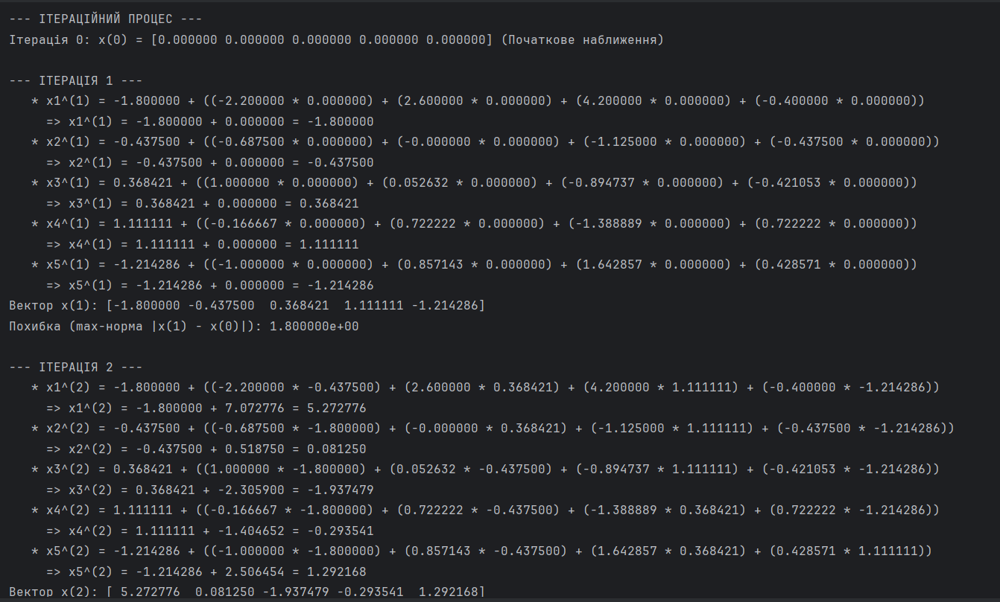 --- ІТЕРАЦІЙНИЙ ПРОЦЕС ---
Ітерація 0: x(0) = [0.000000 0.000000 0.000000 0.000000 0.000000] (Початкове наближення)
--- ІТЕРАЦІЯ 1 ---
* x1^(1) = -1.800000 + ((-2.200000 * 0.000000) + (2.600000 * 0.000000) + (4.200000 * 0.000000) + (-0.400000 * 0.000000))
=> x1^(1) = -1.800000 + 0.000000 = -1.800000
* x2^(1) = -0.437500 + ((-0.687500 * 0.000000) + (-0.000000 * 0.000000) + (-1.125000 * 0.000000) + (-0.437500 * 0.000000))
=> x2^(1) = -0.437500 + 0.000000 = -0.437500
* x3^(1) = 0.368421 + ((1.000000 * 0.000000) + (0.052632 * 0.000000) + (-0.894737 * 0.000000) + (-0.421053 * 0.000000))
=> x3^(1) = 0.368421 + 0.000000 = 0.368421
* x4^(1) = 1.111111 + ((-0.166667 * 0.000000) + (0.722222 * 0.000000) + (-1.388889 * 0.000000) + (0.722222 * 0.000000))
=> x4^(1) = 1.111111 + 0.000000 = 1.111111
* x5^(1) = -1.214286 + ((-1.000000 * 0.000000) + (0.857143 * 0.000000) + (1.642857 * 0.000000) + (0.428571 * 0.000000))
=> x5^(1) = -1.214286 + 0.000000 = -1.214286
Вектор x(1): [-1.800000 -0.437500  0.368421  1.111111 -1.214286]
Похибка (max-норма |x(1) - x(0)|): 1.800000e+00
--- ІТЕРАЦІЯ 2 ---
* x1^(2) = -1.800000 + ((-2.200000 * -0.437500) + (2.600000 * 0.368421) + (4.200000 * 1.111111) + (-0.400000 * -1.214286))
=> x1^(2) = -1.800000 + 7.072776 = 5.272776
* x2^(2) = -0.437500 + ((-0.687500 * -1.800000) + (-0.000000 * 0.368421) + (-1.125000 * 1.111111) + (-0.437500 * -1.214286))
=> x2^(2) = -0.437500 + 0.518750 = 0.081250
* x3^(2) = 0.368421 + ((1.000000 * -1.800000) + (0.052632 * -0.437500) + (-0.894737 * 1.111111) + (-0.421053 * -1.214286))
=> x3^(2) = 0.368421 + -2.305900 = -1.937479
* x4^(2) = 1.111111 + ((-0.166667 * -1.800000) + (0.722222 * -0.437500) + (-1.388889 * 0.368421) + (0.722222 * -1.214286))
=> x4^(2) = 1.111111 + -1.404652 = -0.293541
* x5^(2) = -1.214286 + ((-1.000000 * -1.800000) + (0.857143 * -0.437500) + (1.642857 * 0.368421) + (0.428571 * 1.111111))
=> x5^(2) = -1.214286 + 2.506454 = 1.292168
Вектор x(2): [ 5.272776  0.081250 -1.937479 -0.293541  1.292168]